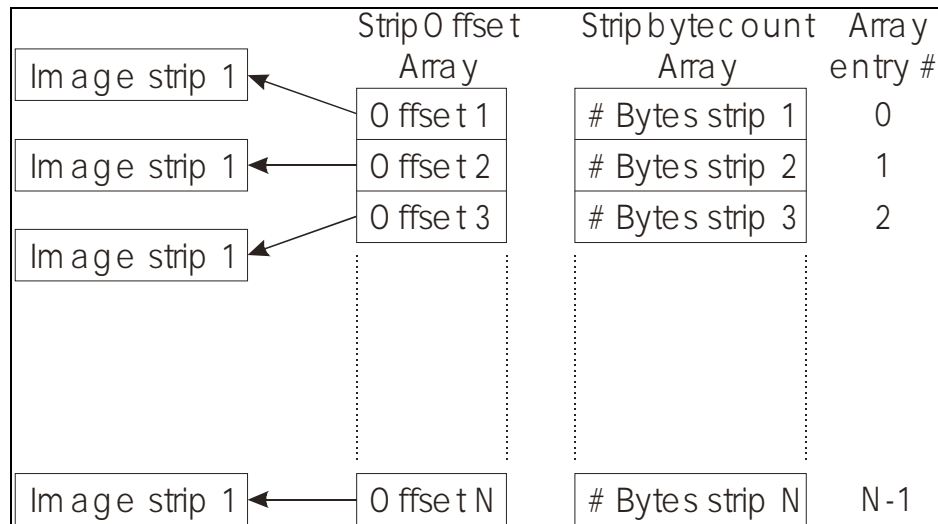 Strip Offset Array
Strip bytecount Array
Array entry #
Image strip 1
Offset 1
# Bytes strip 1
0
Image strip 1
Offset 2
# Bytes strip 2
1
Image strip 1
Offset 3
# Bytes strip 3
2
Image strip 1
Offset N
# Bytes strip N
N-1